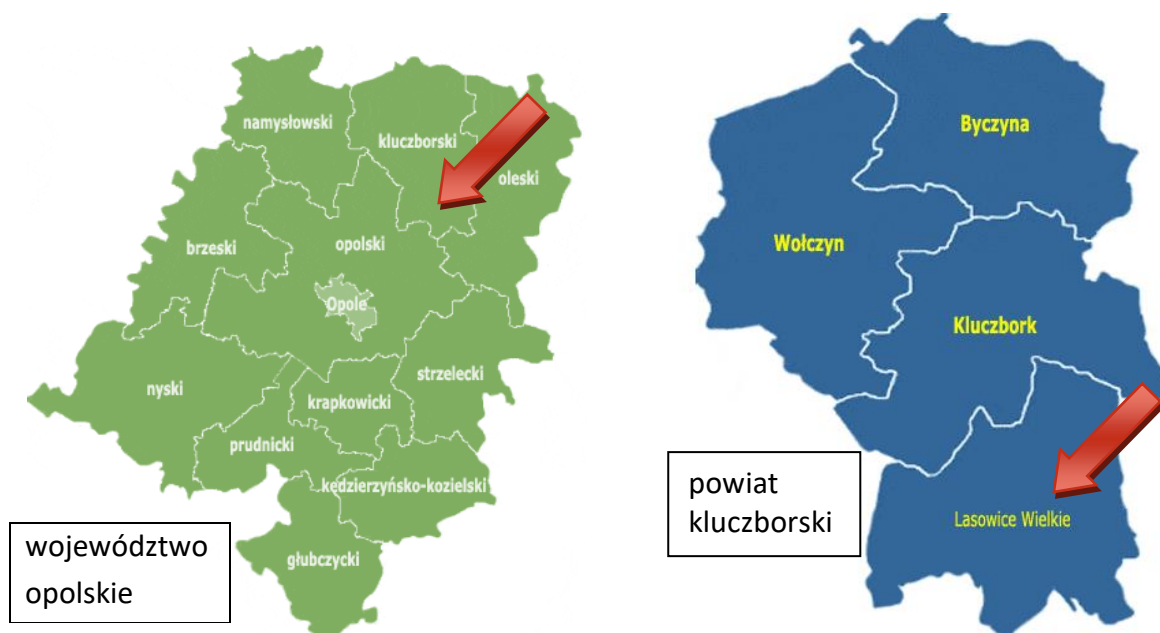 namysłowski
kluczborski
oleski
brzeski
opolski
Opole
nyski
strzelecki
krapkowicki
prudnicki
kędzierzyńsko-kozielski
głubczycki
województwo
opolskie
Byczyna
Wołczyn
Kluczbork
Lasowice Wielkie
powiat
kluczborski